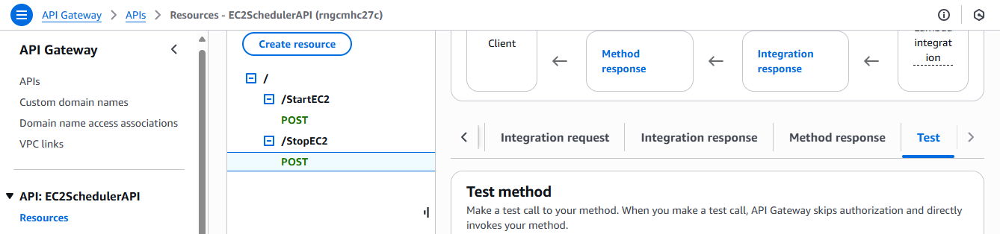 API Gateway > APIs > Resources - EC2SchedulerAPI (rngcmhc27c)
API Gateway
APIs
Custom domain names
Domain name access associations
VPC links
API: EC2SchedulerAPI
Resources
Create resource
/
/StartEC2
POST
/StopEC2
POST
Client
Method
response
Integration
response
Lambda
integrat
ion
Integration request
Integration response
Method response
Test
Test method
Make a test call to your method. When you make a test call, API Gateway skips authorization and directly
invokes your method.